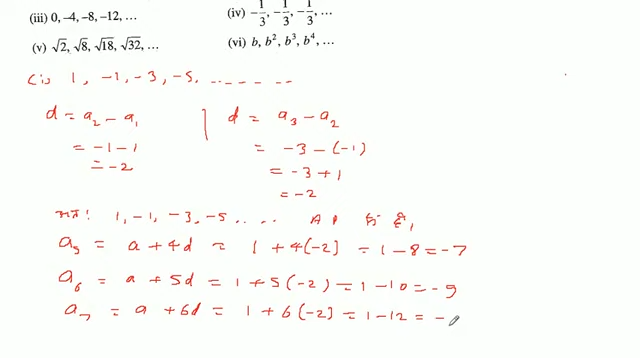 (iii) 0, –4, –8, –12, … (iv) $-\frac{1}{3}, -\frac{1}{3}, -\frac{1}{3}$, …
(v) √2, √8, √18, √32, … (vi) b, b², b³, b⁴, …
(i) 1, -1, -3, -5, ........
d = a₂ - a₁ | d = a₃ - a₂
= -1 - 1 = -3 - (-1)
= -2 = -3 + 1
= -2
अतः 1, -1, -3, -5, .... AP में है,
a₅ = a + 4d = 1 + 4(-2) = 1 - 8 = -7
a₆ = a + 5d = 1 + 5(-2) = 1 - 10 = -9
a₇ = a + 6d = 1 + 6(-2) = 1 - 12 = -